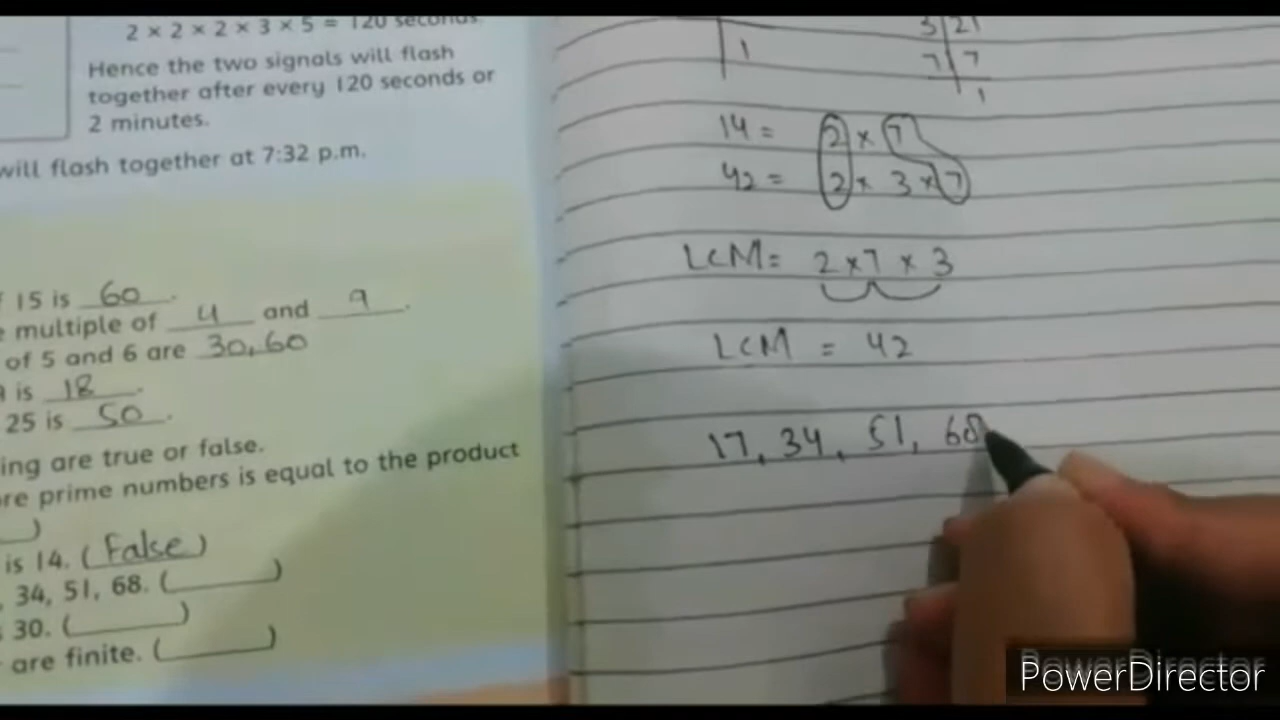 2 × 2 × 2 × 3 × 5 = 120 seconds.
Hence the two signals will flash
together after every 120 seconds or
2 minutes.
will flash together at 7:32 p.m.
15 is 60.
multiple of 4 and 9.
of 5 and 6 are 30,60
is 18.
25 is 50.
ing are true or false.
re prime numbers is equal to the product
)
is 14. (False)
, 34, 51, 68. (______)
30. (______)
are finite. (______)
3 | 21
1 7 | 7
1
14 = 2 × 7
42 = 2 × 3 × 7
LCM = 2 × 7 × 3
LCM = 42
17, 34, 51, 68
PowerDirector